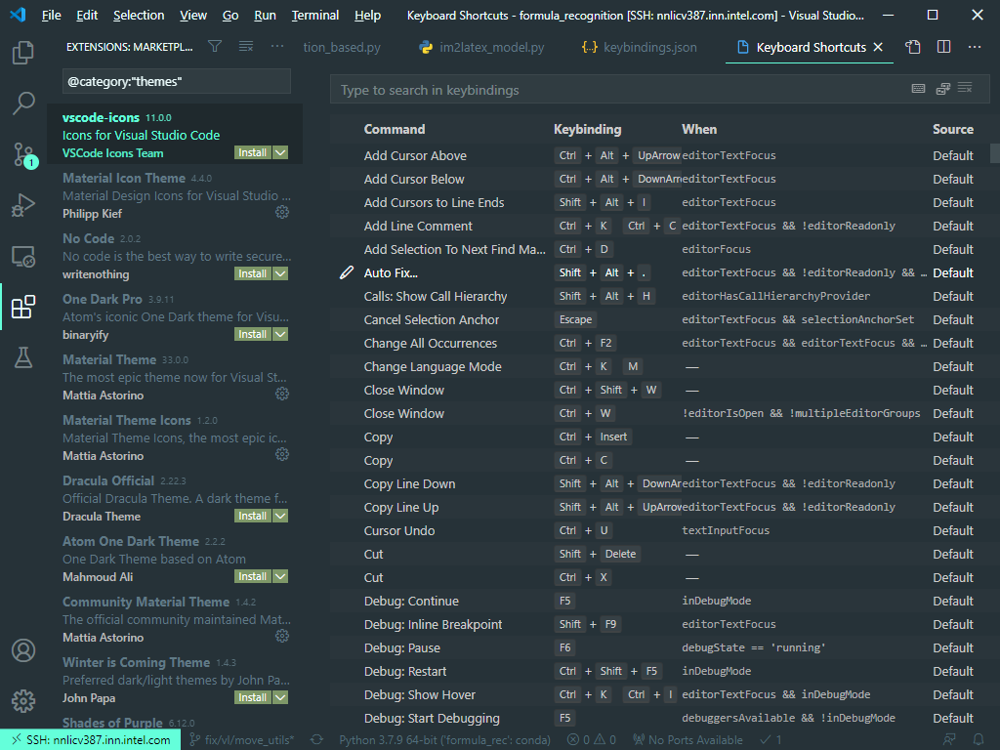 File Edit Selection View Go Run Terminal Help Keyboard Shortcuts - formula_recognition [SSH: nnlicv387.inn.intel.com] - Visual Studio...
EXTENSIONS: MARKETPL...
tion_based.py im2latex_model.py {..} keybindings.json Keyboard Shortcuts
@category:"themes"
vscode-icons 11.0.0
Icons for Visual Studio Code
VSCode Icons Team Install
Material Icon Theme 4.4.0
Material Design Icons for Visual Studio ...
Philipp Kief
No Code 2.0.2
No code is the best way to write secure...
writenothing Install
One Dark Pro 3.9.11
Atom's iconic One Dark theme for Visu...
binaryify Install
Material Theme 33.0.0
The most epic theme now for Visual St...
Mattia Astorino
Material Theme Icons 1.2.0
Material Theme Icons, the most epic ic...
Mattia Astorino
Dracula Official 2.22.3
Official Dracula Theme. A dark theme f...
Dracula Theme Install
Atom One Dark Theme 2.2.2
One Dark Theme based on Atom
Mahmoud Ali Install
Community Material Theme 1.4.2
The official community maintained Mat...
Mattia Astorino
Winter is Coming Theme 1.4.3
Preferred dark/light themes by John Pa...
John Papa Install
Shades of Purple 6.12.0
1
Type to search in keybindings
Command Keybinding When Source
Add Cursor Above Ctrl + Alt + UpArrow editorTextFocus Default
Add Cursor Below Ctrl + Alt + DownArro editorTextFocus Default
Add Cursors to Line Ends Shift + Alt + I editorTextFocus Default
Add Line Comment Ctrl + K Ctrl + C editorTextFocus && !editorReadonly Default
Add Selection To Next Find Ma... Ctrl + D editorFocus Default
Auto Fix... Shift + Alt + . editorTextFocus && !editorReadonly && … Default
Calls: Show Call Hierarchy Shift + Alt + H editorHasCallHierarchyProvider Default
Cancel Selection Anchor Escape editorTextFocus && selectionAnchorSet Default
Change All Occurrences Ctrl + F2 editorTextFocus && editorTextFocus && … Default
Change Language Mode Ctrl + K M — Default
Close Window Ctrl + Shift + W — Default
Close Window Ctrl + W !editorIsOpen && !multipleEditorGroups Default
Copy Ctrl + Insert — Default
Copy Ctrl + C — Default
Copy Line Down Shift + Alt + DownAr editorTextFocus && !editorReadonly Default
Copy Line Up Shift + Alt + UpArrow editorTextFocus && !editorReadonly Default
Cursor Undo Ctrl + U textInputFocus Default
Cut Shift + Delete — Default
Cut Ctrl + X — Default
Debug: Continue F5 inDebugMode Default
Debug: Inline Breakpoint Shift + F9 editorTextFocus Default
Debug: Pause F6 debugState == 'running' Default
Debug: Restart Ctrl + Shift + F5 inDebugMode Default
Debug: Show Hover Ctrl + K Ctrl + I editorTextFocus && inDebugMode Default
Debug: Start Debugging F5 debuggersAvailable && !inDebugMode Default
SSH: nnlicv387.inn.intel.com fix/vl/move_utils* Python 3.7.9 64-bit ('formula_rec': conda) 0 0 No Ports Available 1